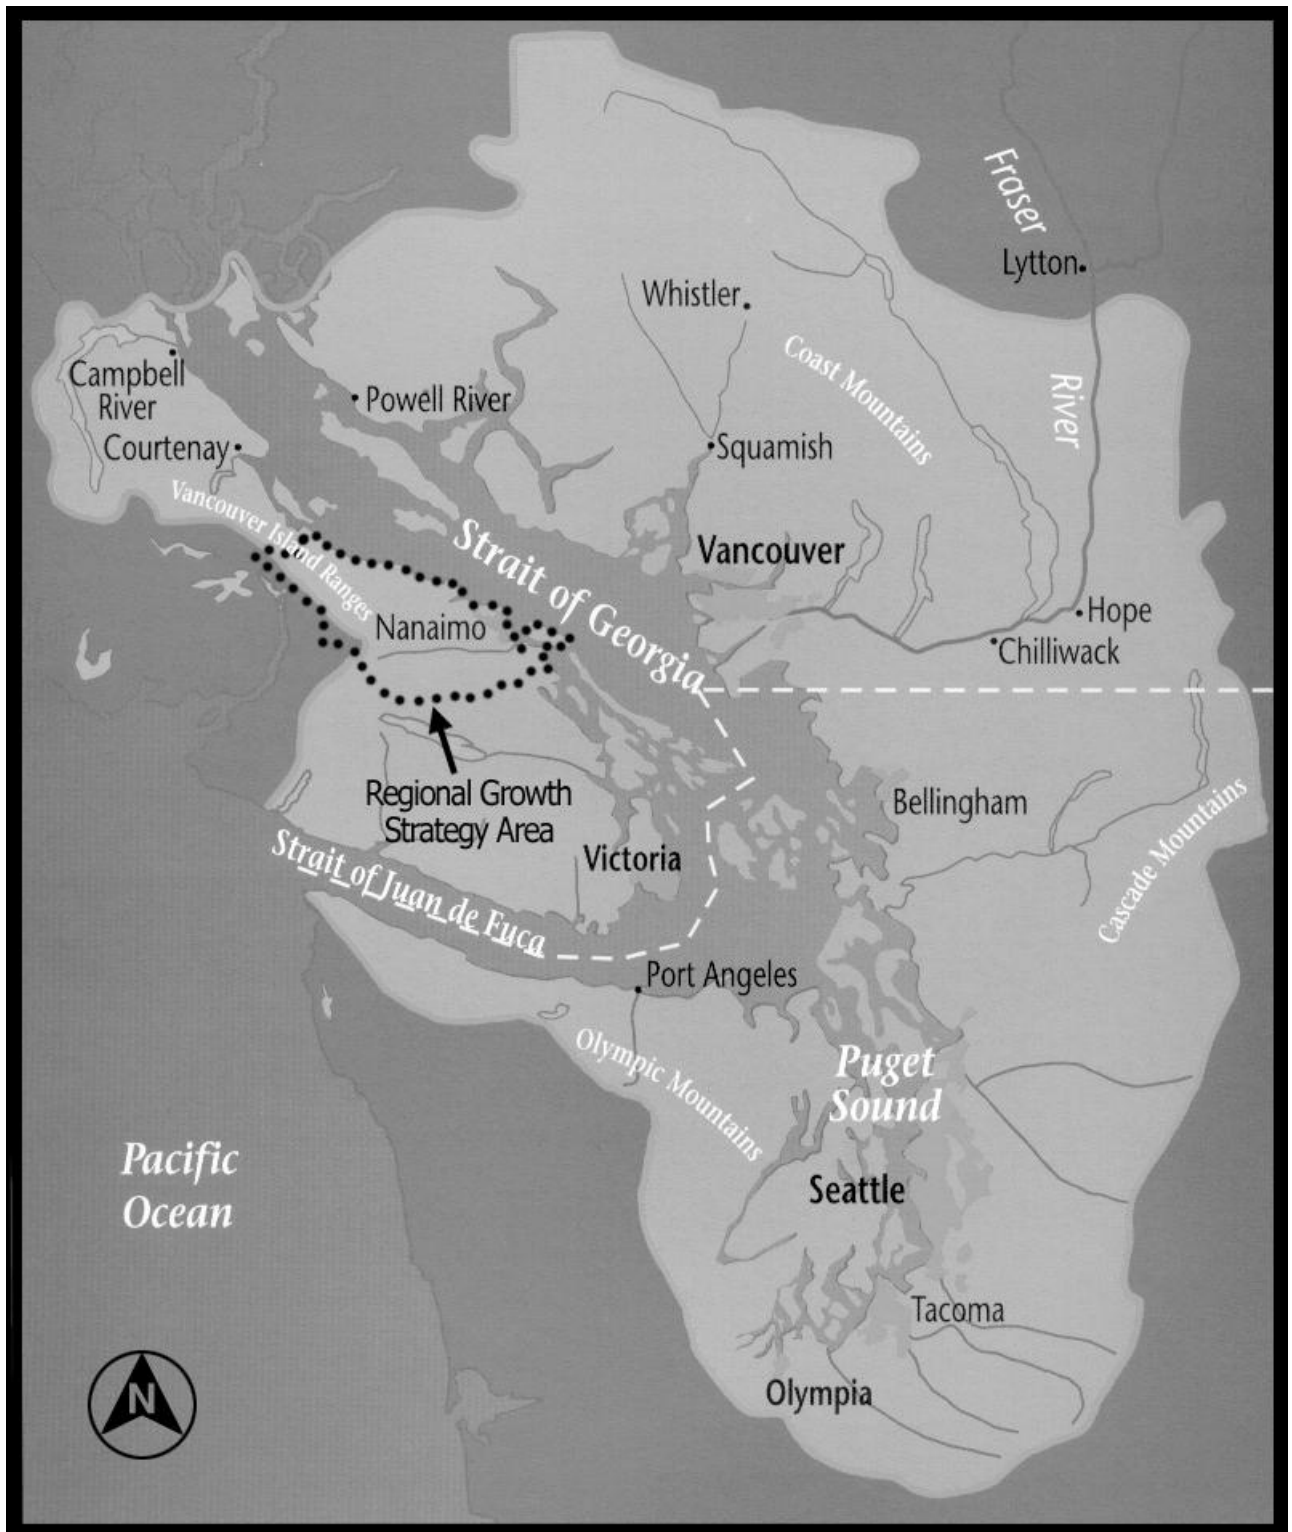 Fraser
Lytton
Whistler
Coast Mountains
River
Campbell
River
Powell River
Courtenay
Squamish
Vancouver Island Ranges
Strait of Georgia
Vancouver
Nanaimo
Hope
Chilliwack
Regional Growth
Strategy Area
Bellingham
Cascade Mountains
Strait of Juan de Fuca
Victoria
Port Angeles
Olympic Mountains
Puget
Sound
Pacific
Ocean
Seattle
Tacoma
Olympia
N